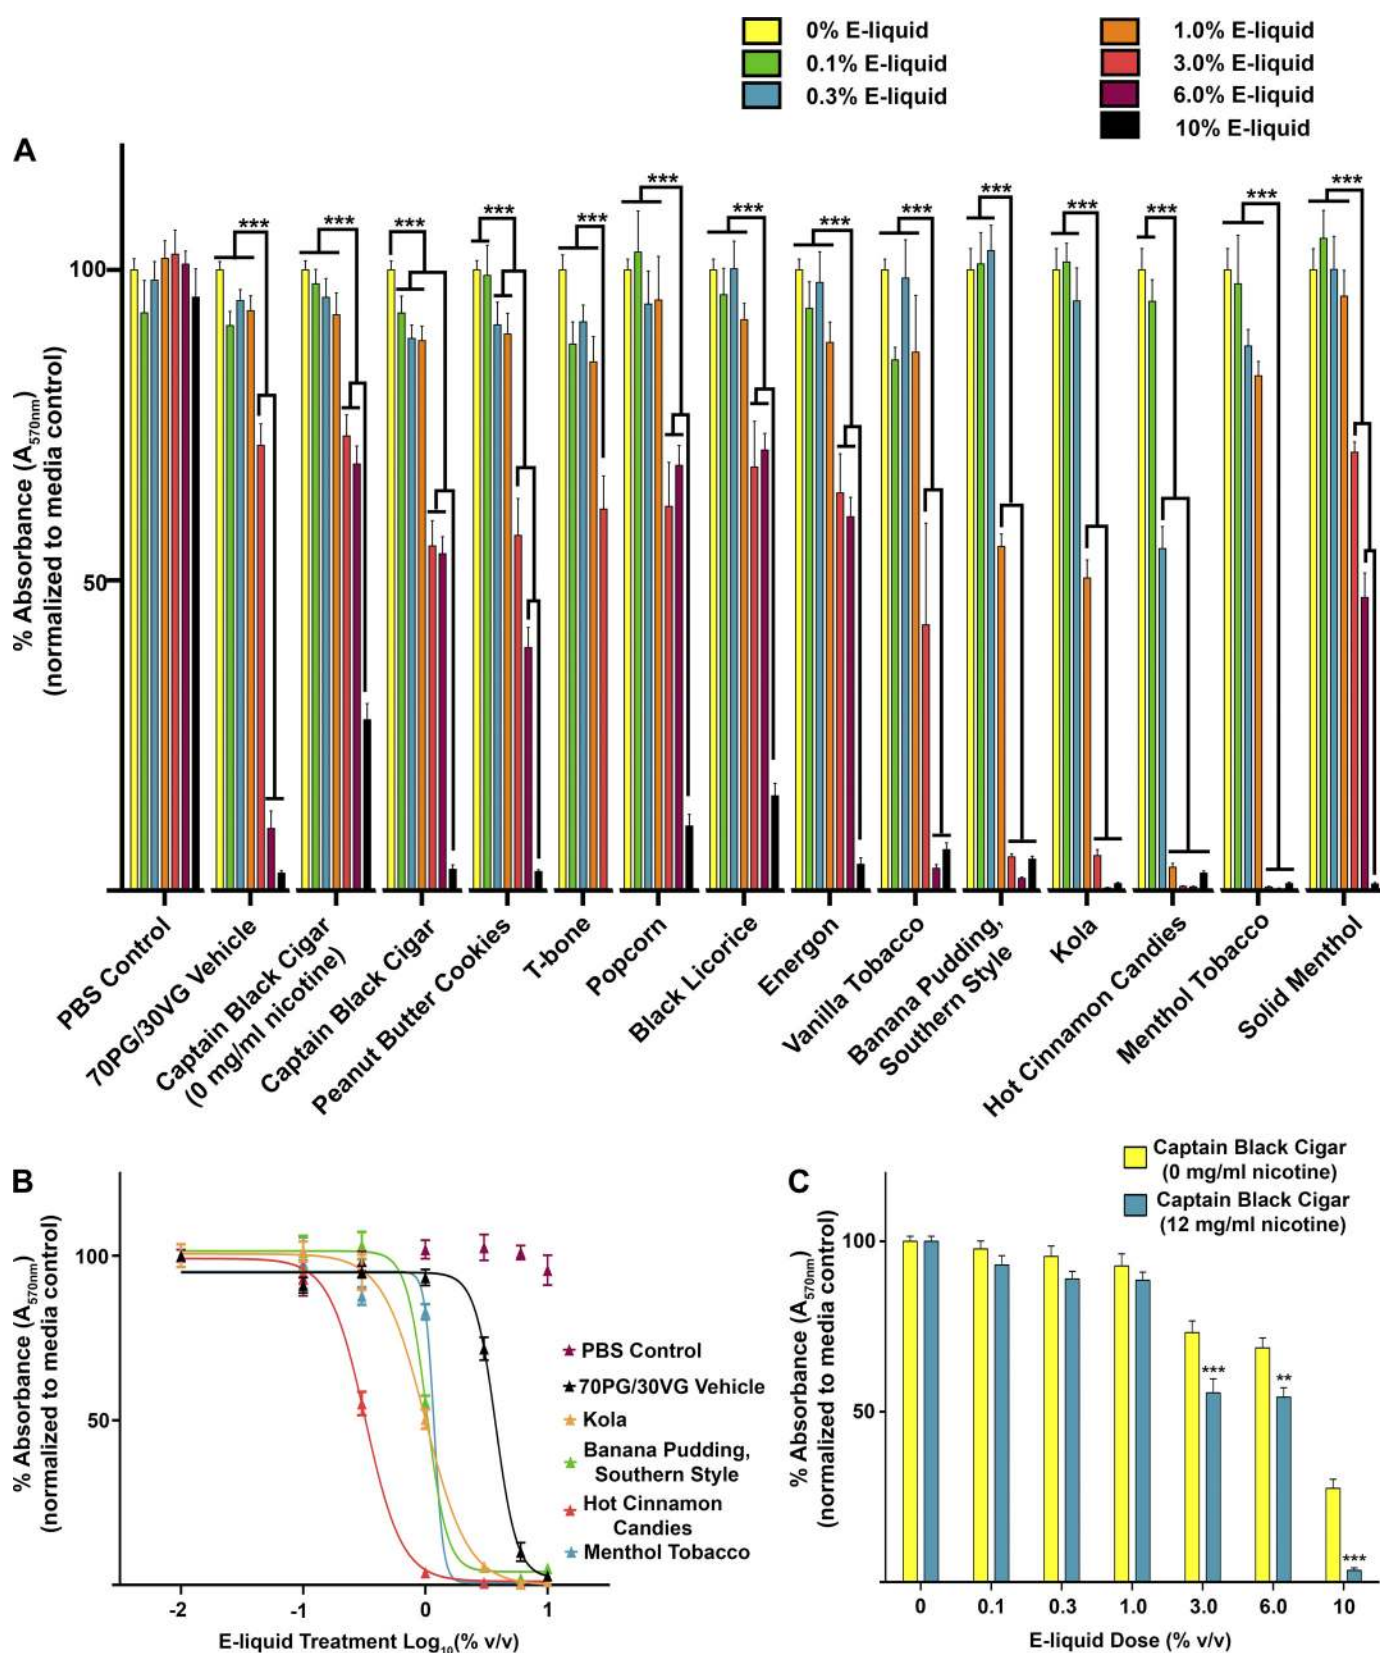 0% E-liquid
0.1% E-liquid
0.3% E-liquid
1.0% E-liquid
3.0% E-liquid
6.0% E-liquid
10% E-liquid
A
% Absorbance (A570nm)
(normalized to media control)
100
50
***
***
***
***
***
***
***
***
***
***
***
***
***
***
PBS Control
70PG/30VG Vehicle
Captain Black Cigar
(0 mg/ml nicotine)
Captain Black Cigar
Peanut Butter Cookies
T-bone
Popcorn
Black Licorice
Energon
Vanilla Tobacco
Banana Pudding,
Southern Style
Kola
Hot Cinnamon Candies
Menthol Tobacco
Solid Menthol
B
% Absorbance (A570nm)
(normalized to media control)
100
50
-2 -1 0 1
E-liquid Treatment Log10(% v/v)
PBS Control
70PG/30VG Vehicle
Kola
Banana Pudding,
Southern Style
Hot Cinnamon
Candies
Menthol Tobacco
C
Captain Black Cigar
(0 mg/ml nicotine)
Captain Black Cigar
(12 mg/ml nicotine)
% Absorbance (A570nm)
(normalized to media control)
100
50
***
**
***
0 0.1 0.3 1.0 3.0 6.0 10
E-liquid Dose (% v/v)